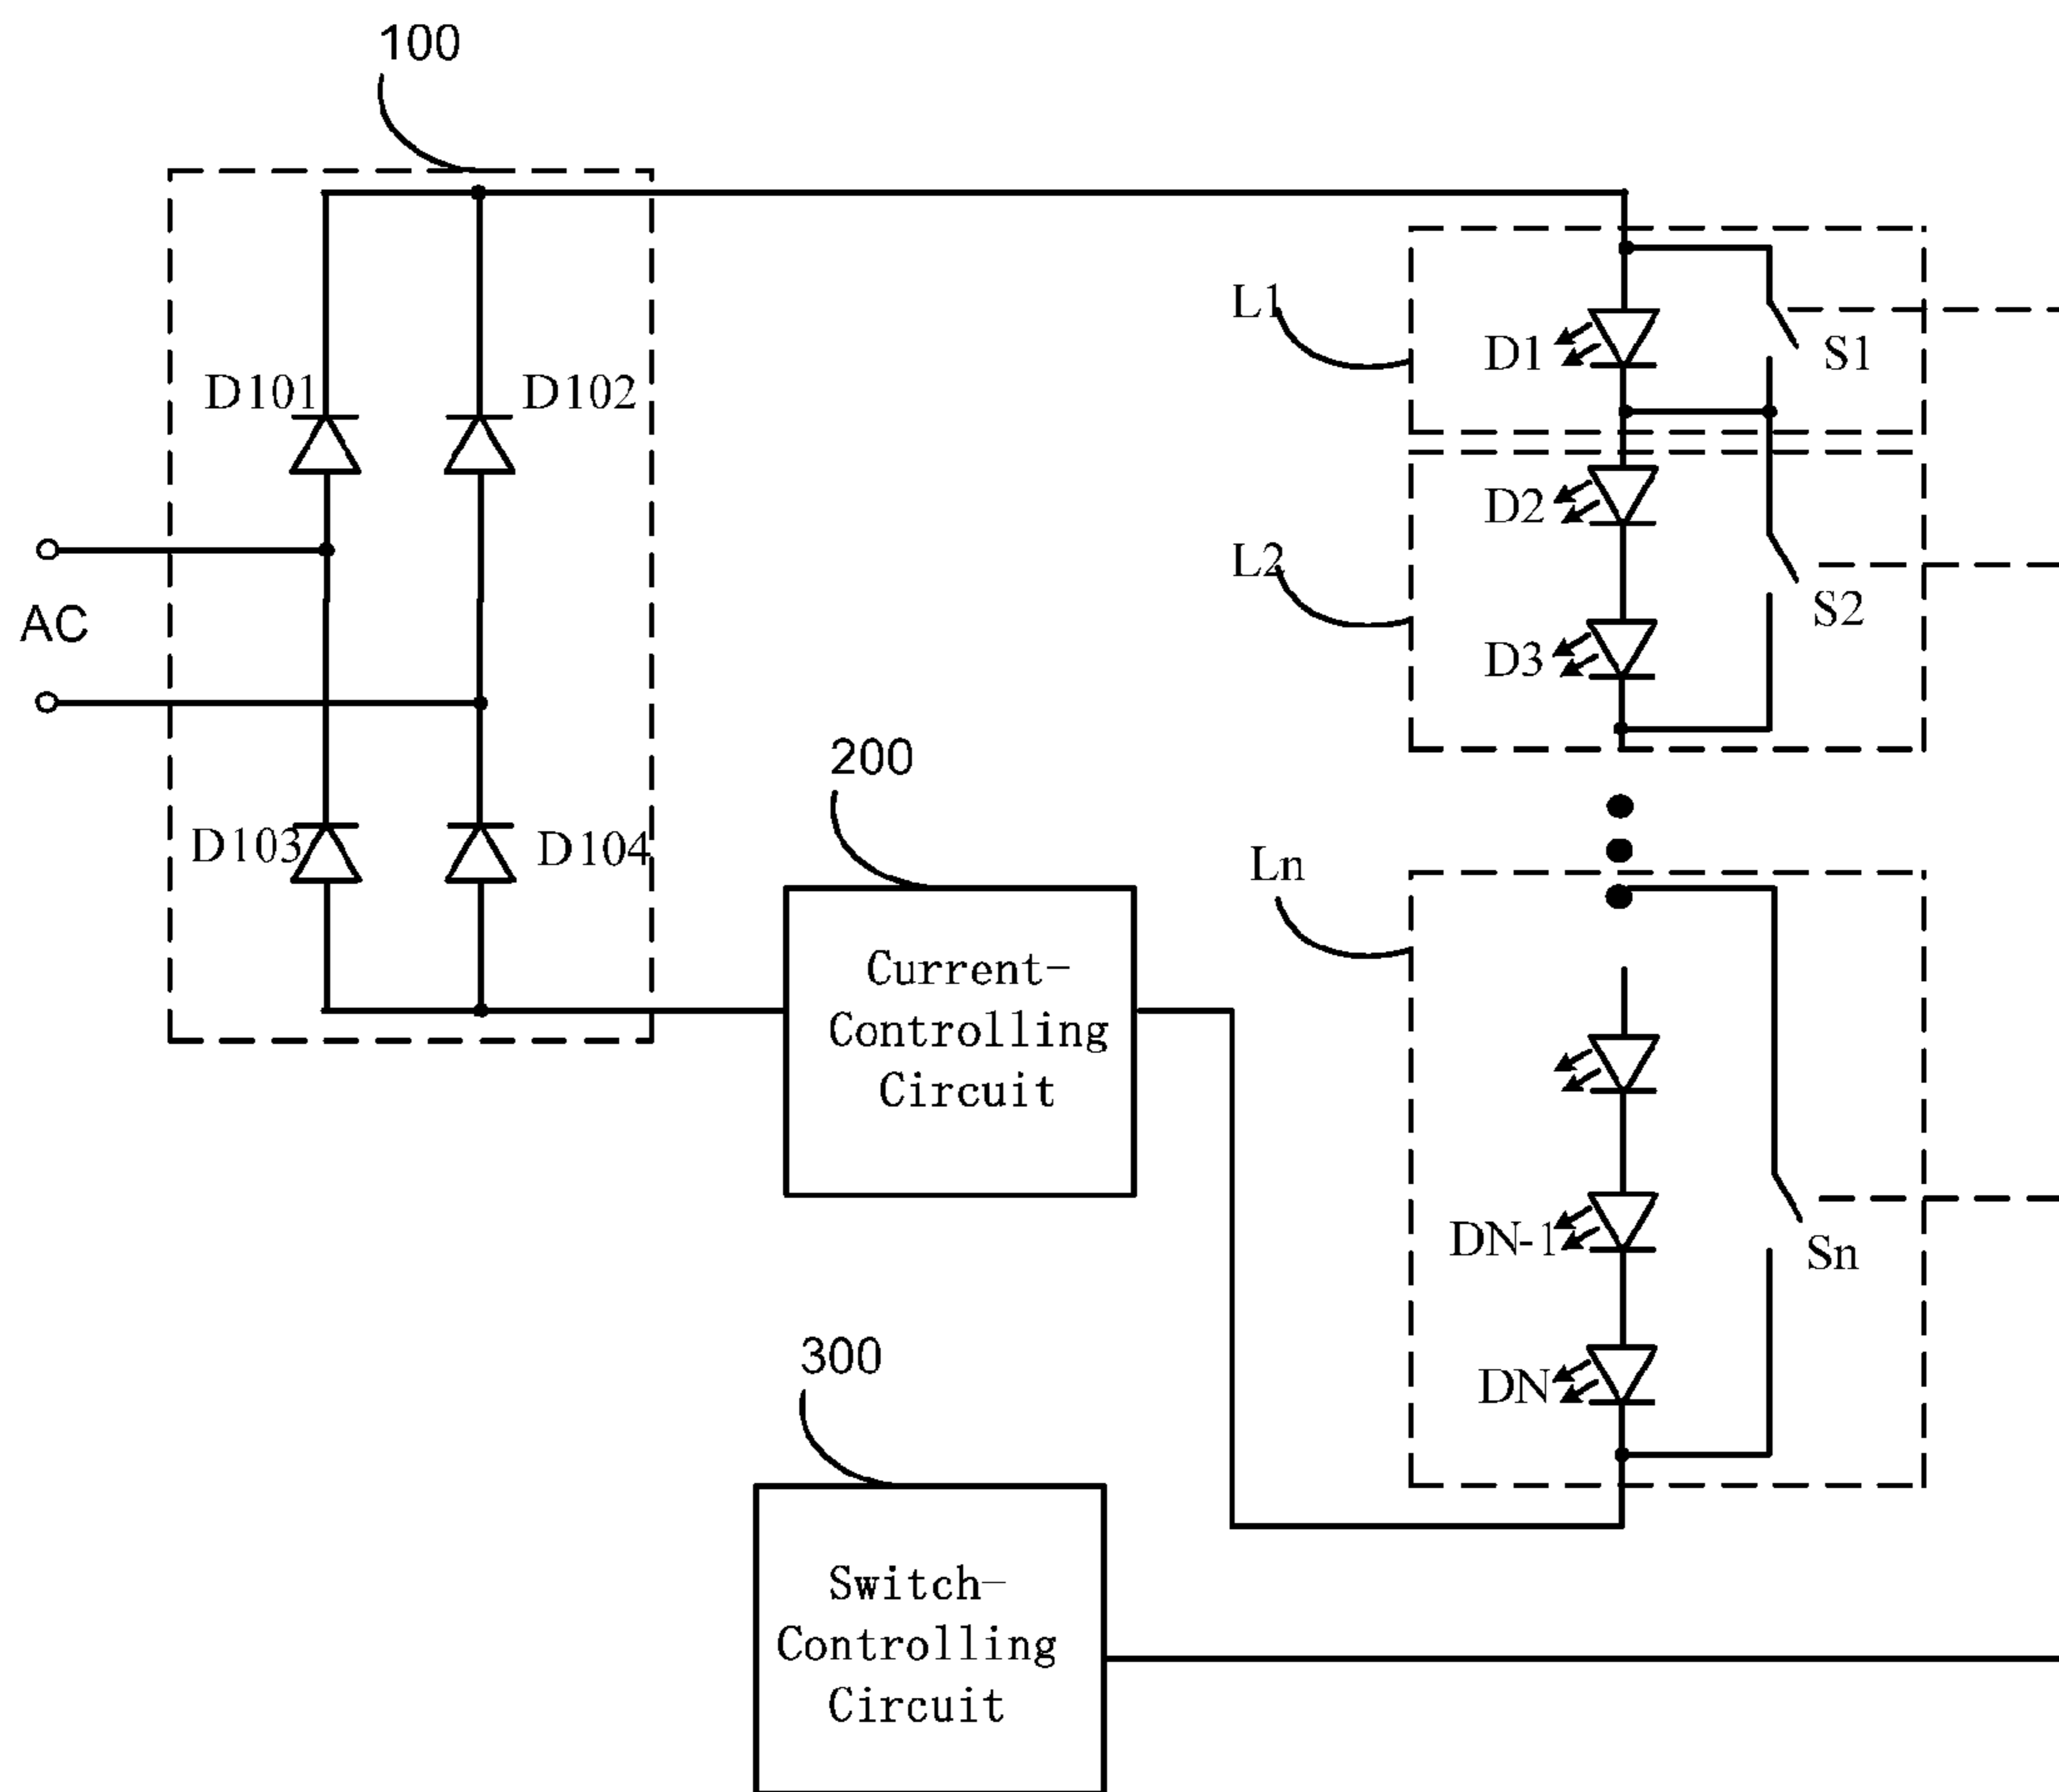 100
L1
D1
S1
D101
D102
D2
L2
S2
AC
D3
200
D103
D104
Ln
Current-
Controlling
Circuit
DN-1
Sn
300
DN
Switch-
Controlling
Circuit